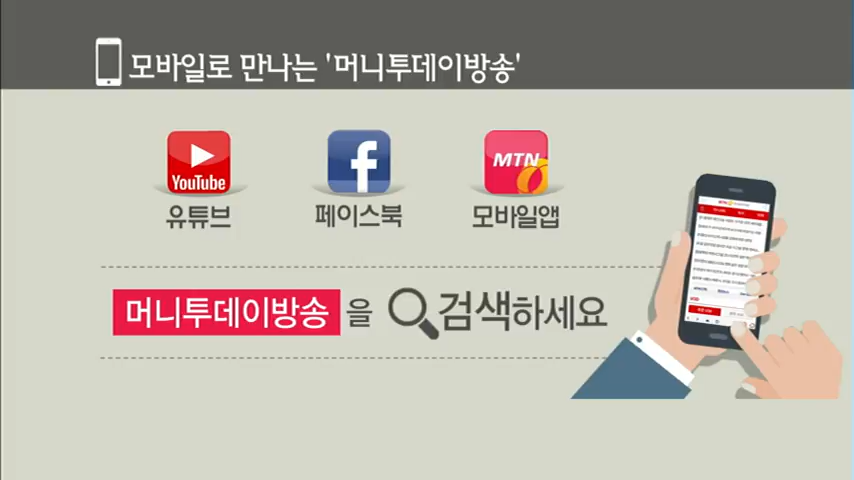 모바일로 만나는 '머니투데이방송'
YouTube
MTN
유튜브 페이스북 모바일앱
머니투데이방송을 검색하세요